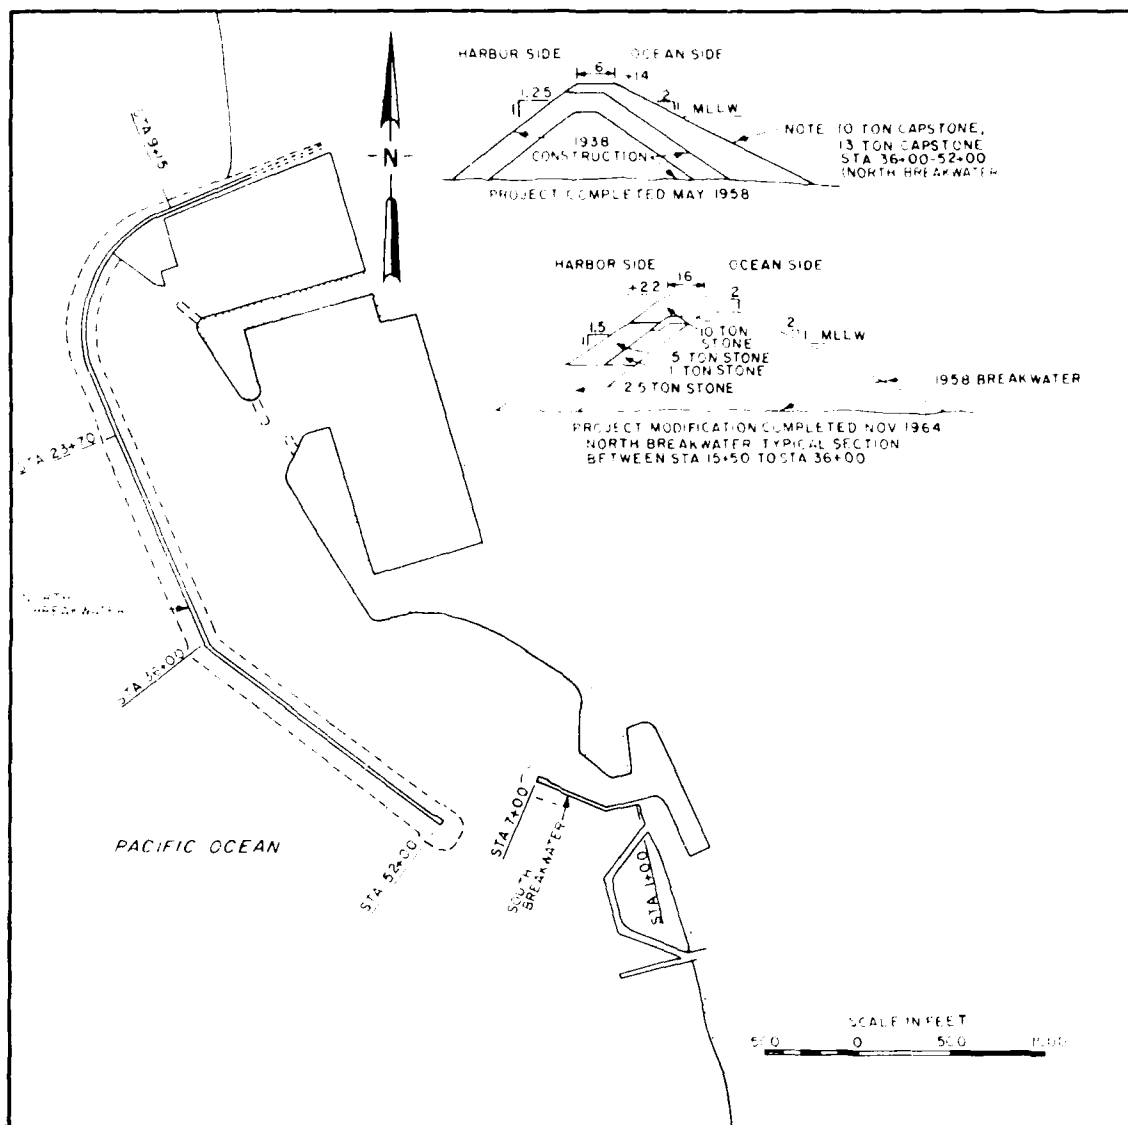 HARBOR SIDE OCEAN SIDE
6
+14
1.25
1
2
1
MLLW
1938
CONSTRUCTION
NOTE 10 TON CAPSTONE,
13 TON CAPSTONE
STA 36+00-52+00
NORTH BREAKWATER
PROJECT COMPLETED MAY 1958
STA 9+15
N
HARBOR SIDE OCEAN SIDE
16
+22
2
1
1.5
1
2
1
MLLW
10 TON
STONE
5 TON STONE
1 TON STONE
2.5 TON STONE
1958 BREAKWATER
PROJECT MODIFICATION COMPLETED NOV 1964
NORTH BREAKWATER TYPICAL SECTION
BETWEEN STA 15+50 TO STA 36+00
STA 23+70
NORTH
BREAKWATER
STA 36+00
PACIFIC OCEAN
STA 52+00
STA 7+00
SOUTH
BREAKWATER
STA 1+00
SCALE IN FEET
500 0 500 1000